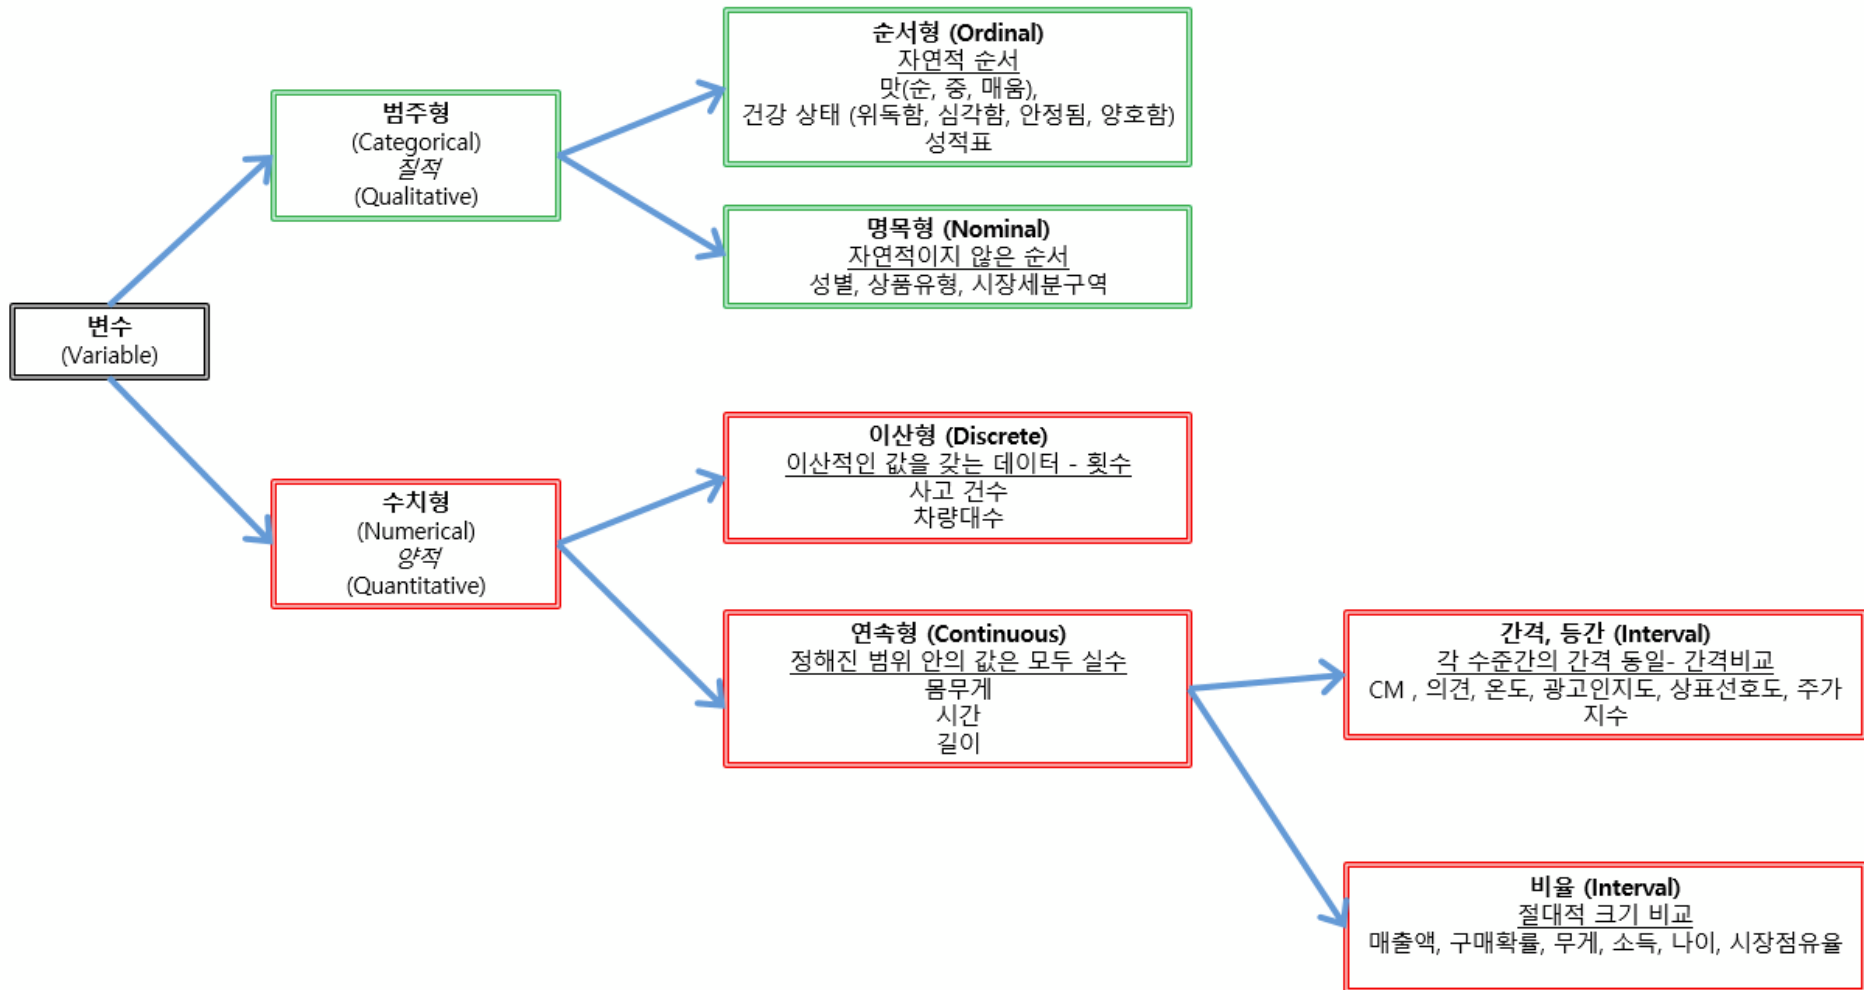 변수
(Variable)
범주형
(Categorical)
질적
(Qualitative)
순서형 (Ordinal)
자연적 순서
맛(순, 중, 매움),
건강 상태 (위독함, 심각함, 안정됨, 양호함)
성적표
명목형 (Nominal)
자연적이지 않은 순서
성별, 상품유형, 시장세분구역
수치형
(Numerical)
양적
(Quantitative)
이산형 (Discrete)
이산적인 값을 갖는 데이터 - 횟수
사고 건수
차량대수
연속형 (Continuous)
정해진 범위 안의 값은 모두 실수
몸무게
시간
길이
간격, 등간 (Interval)
각 수준간의 간격 동일- 간격비교
CM , 의견, 온도, 광고인지도, 상표선호도, 주가
지수
비율 (Interval)
절대적 크기 비교
매출액, 구매확률, 무게, 소득, 나이, 시장점유율